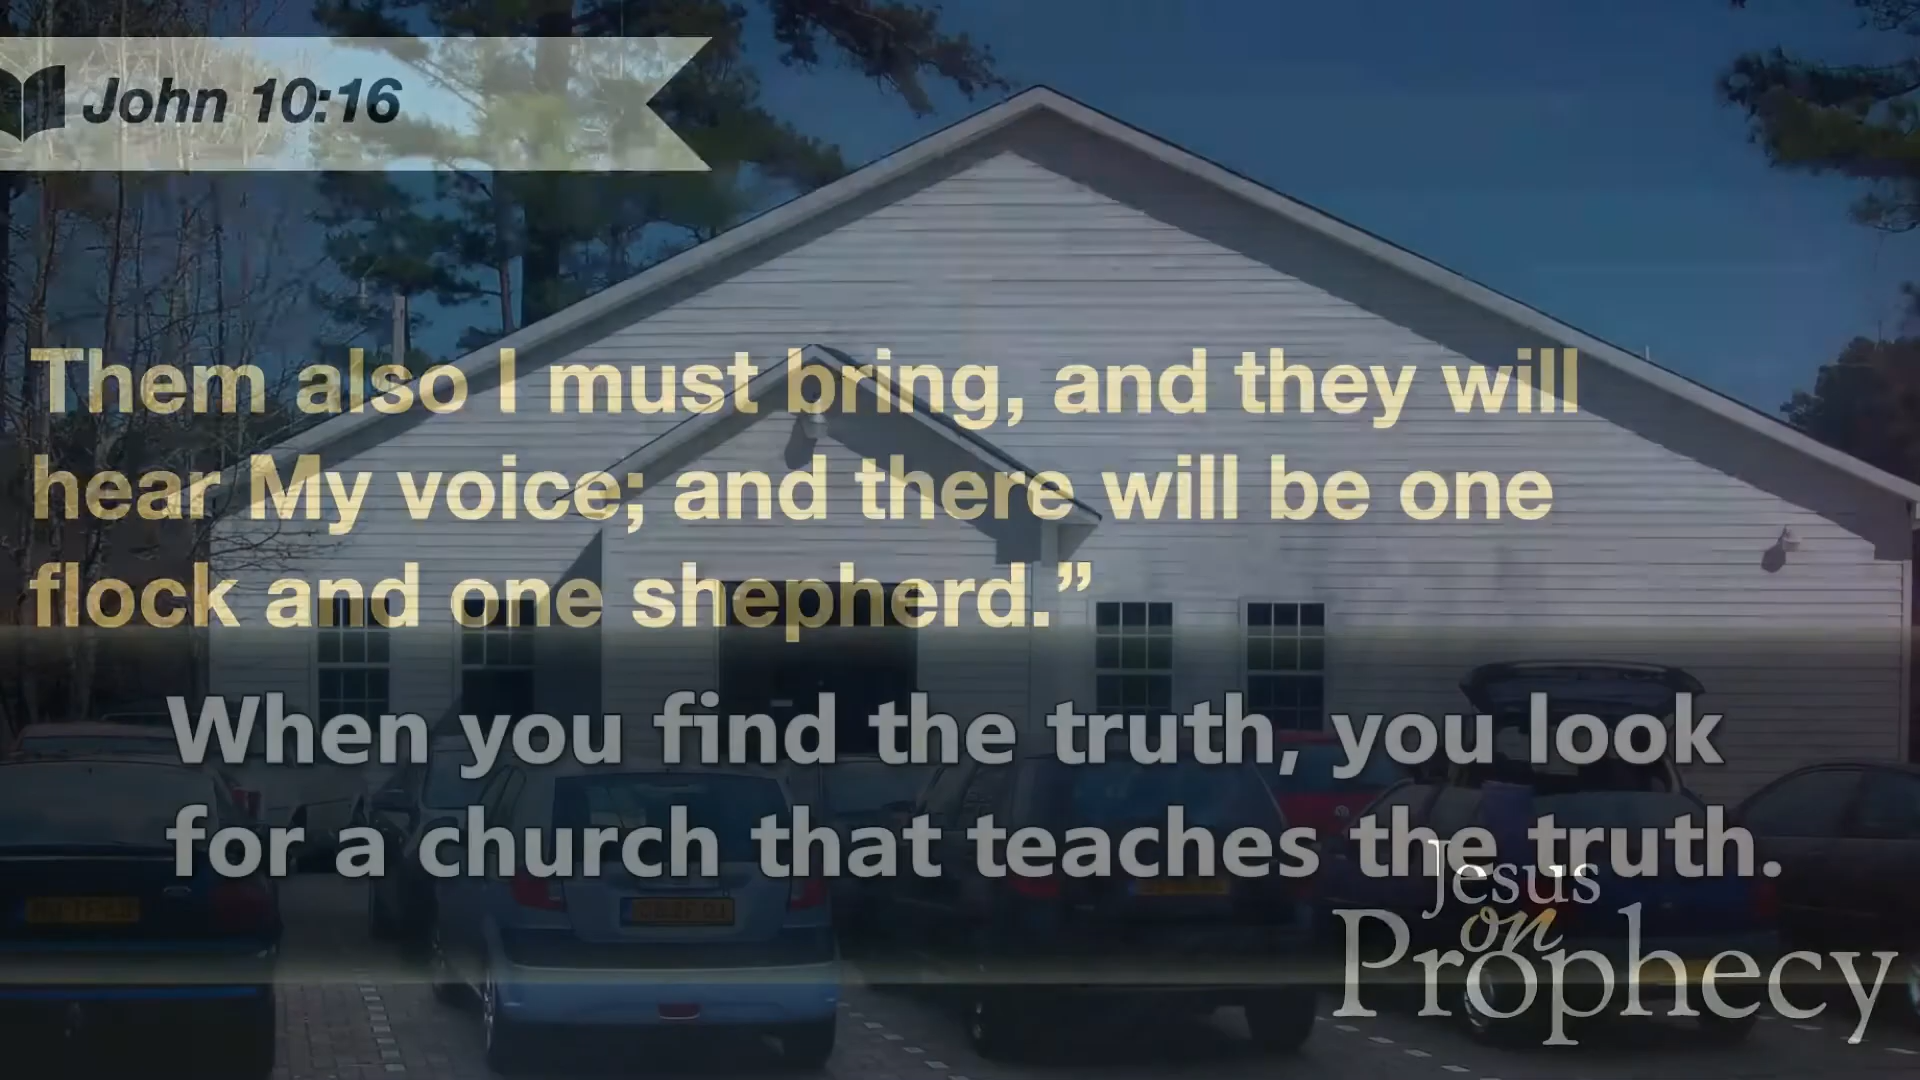 John 10:16
Them also I must bring, and they will
hear My voice; and there will be one
flock and one shepherd.”
When you find the truth, you look
for a church that teaches the truth.
Jesus
on
Prophecy